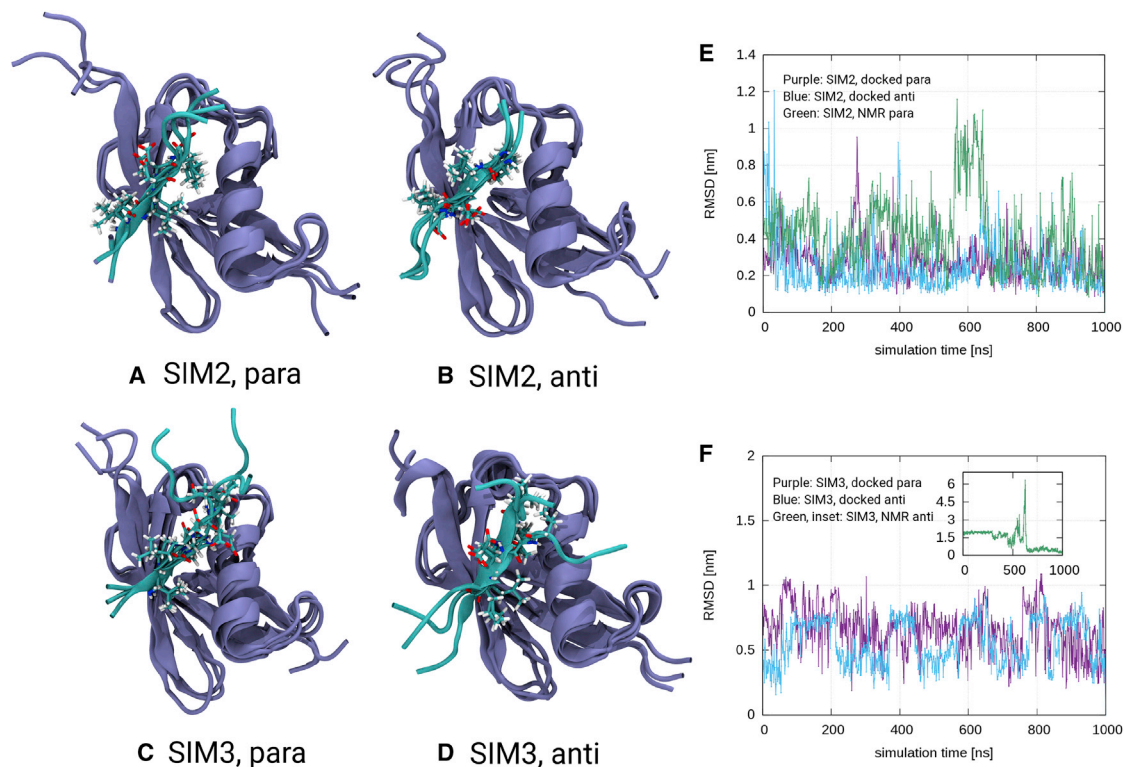 A SIM2, para
B SIM2, anti
C SIM3, para
D SIM3, anti
E
Purple: SIM2, docked para
Blue: SIM2, docked anti
Green: SIM2, NMR para
RMSD [nm]
1.4
1.2
1
0.8
0.6
0.4
0.2
0
0 200 400 600 800 1000
simulation time [ns]
F
Purple: SIM3, docked para
Blue: SIM3, docked anti
Green, inset: SIM3, NMR anti
6
4.5
3
1.5
0
0 500 1000
RMSD [nm]
2
1.5
1
0.5
0
0 200 400 600 800 1000
simulation time [ns]